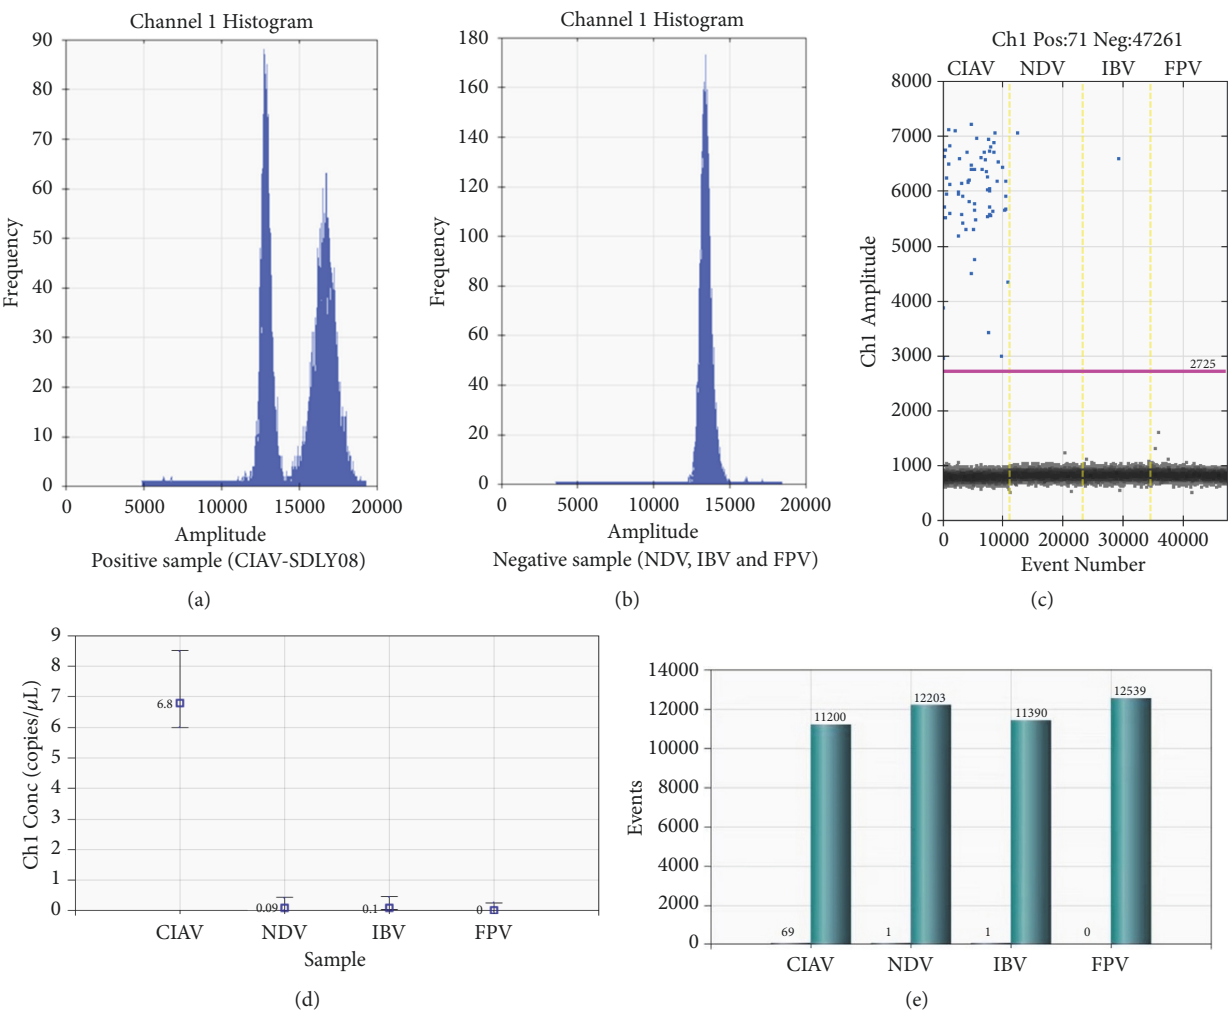 Channel 1 Histogram
90
80
70
60
50
40
30
20
10
0
Frequency
0 5000 10000 15000 20000
Amplitude
Positive sample (CIAV-SDLY08)
(a)
Channel 1 Histogram
180
160
140
120
100
80
60
40
20
0
Frequency
0 5000 10000 15000 20000
Amplitude
Negative sample (NDV, IBV and FPV)
(b)
Ch1 Pos:71 Neg:47261
CIAV NDV IBV FPV
8000
7000
6000
5000
4000
3000
2000
1000
0
Ch1 Amplitude
2725
0 10000 20000 30000 40000
Event Number
(c)
9
8
7
6
5
4
3
2
1
0
Ch1 Conc (copies/μL)
6.8
0.09
0.1
0
CIAV NDV IBV FPV
Sample
(d)
14000
12000
10000
8000
6000
4000
2000
0
Events
11200
12203
11390
12539
69
1
1
0
CIAV NDV IBV FPV
(e)